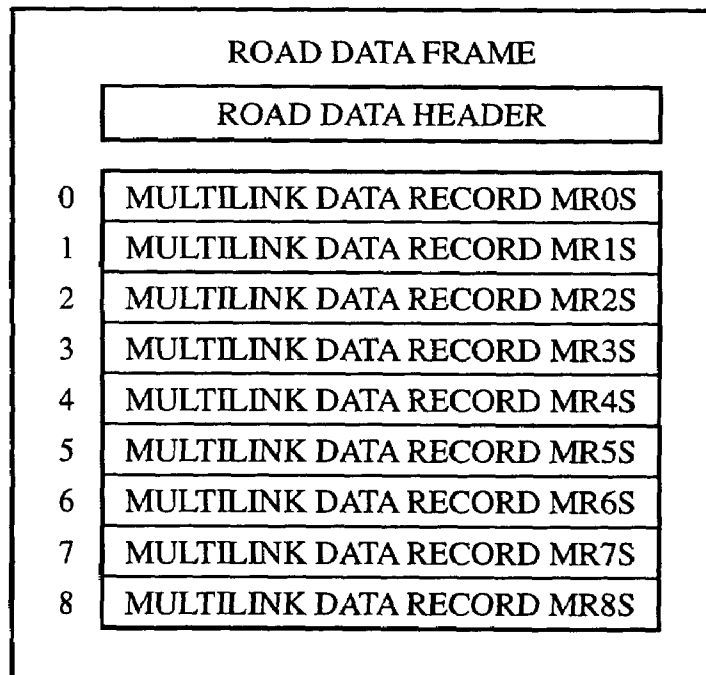 ROAD DATA FRAME
ROAD DATA HEADER
0 MULTILINK DATA RECORD MR0S
1 MULTILINK DATA RECORD MR1S
2 MULTILINK DATA RECORD MR2S
3 MULTILINK DATA RECORD MR3S
4 MULTILINK DATA RECORD MR4S
5 MULTILINK DATA RECORD MR5S
6 MULTILINK DATA RECORD MR6S
7 MULTILINK DATA RECORD MR7S
8 MULTILINK DATA RECORD MR8S